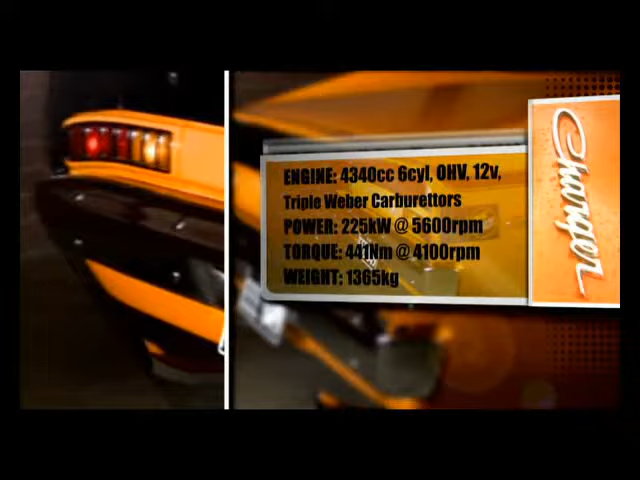 ENGINE: 4340cc 6cyl, OHV, 12v,
Triple Weber Carburettors
POWER: 225kW @ 5600rpm
TORQUE: 441Nm @ 4100rpm
WEIGHT: 1365kg
Charger